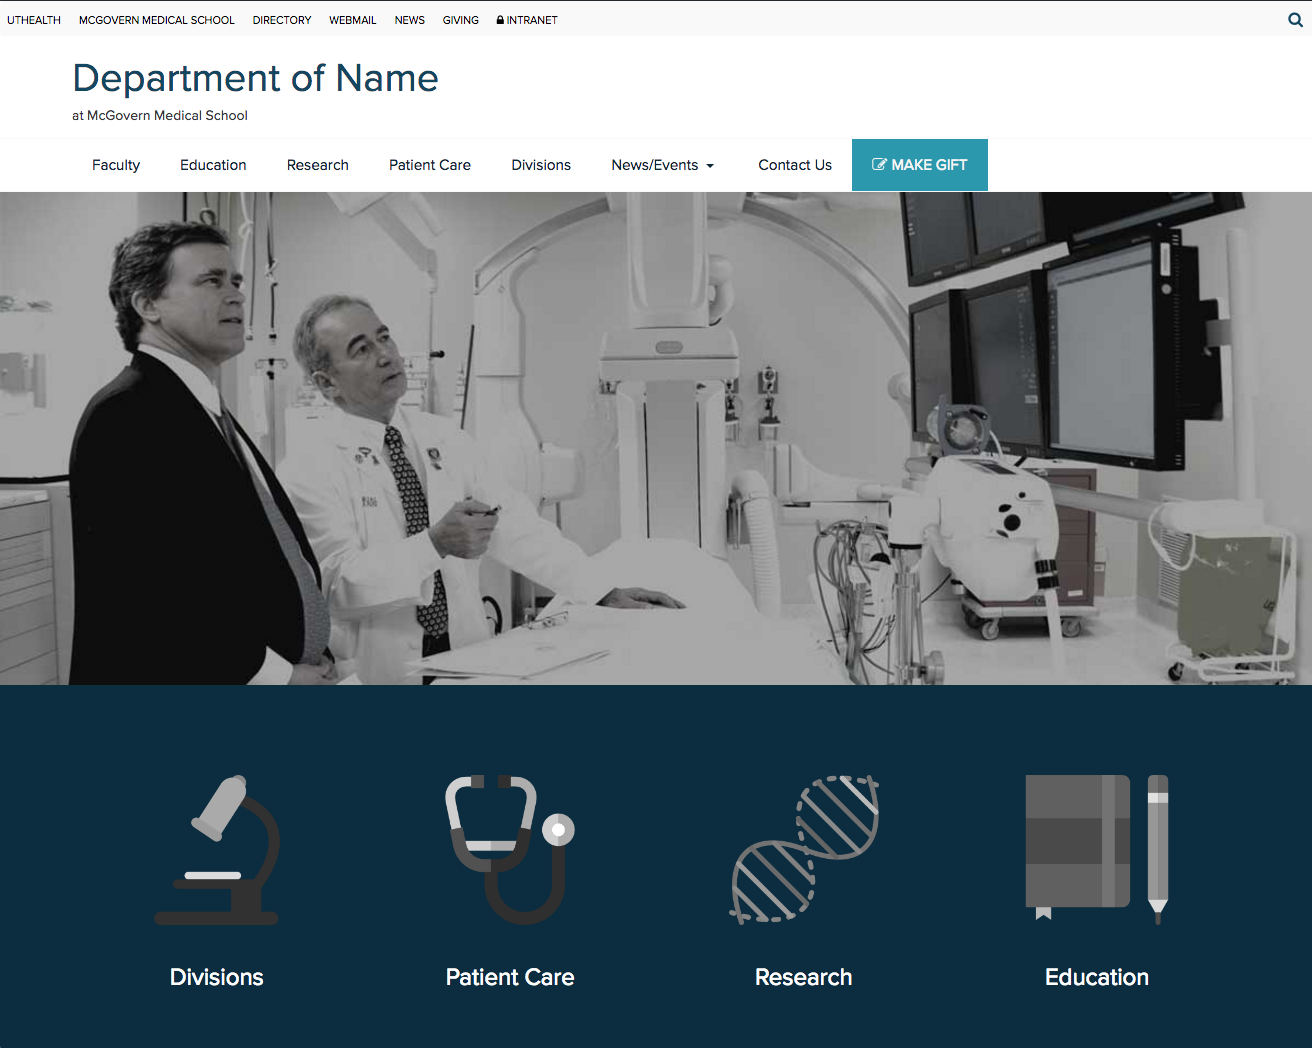 UTHEALTH MCGOVERN MEDICAL SCHOOL DIRECTORY WEBMAIL NEWS GIVING INTRANET
Department of Name
at McGovern Medical School
Faculty Education Research Patient Care Divisions News/Events Contact Us MAKE GIFT
Divisions Patient Care Research Education